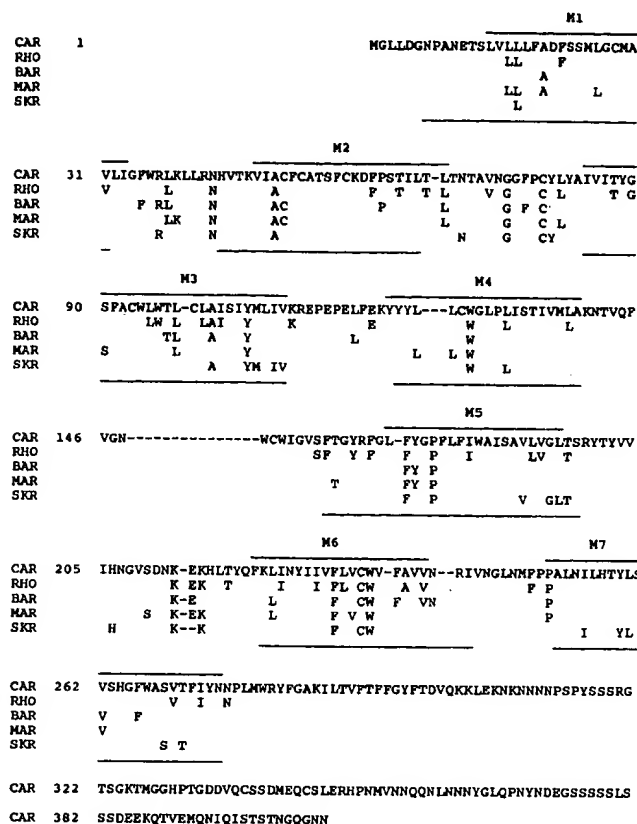 M1
CAR 1 MGLLDGNPANETSLVLLLFADFSSMLGCMA
RHO LL F
BAR A
MAR LL A L
SKR L
M2
CAR 31 VLIGFWRLKLLRNHVTKVIACFCATSFCKDFPSTILT-LTNTAVNGGFPCYLYAIVITYG
RHO V L N A F T T L V G C L T G
BAR F RL N AC P L G F C
MAR LK N AC L G C L
SKR R N A N G CY
M3 M4
CAR 90 SFACWLWTL-CLAISIYMLIVKREPEPELFEKYYYLL---LCWGLPLISTIVMLAKNTVQF
RHO LW L LAI Y K E W L L
BAR TL A Y L W
MAR S L Y L L W
SKR A YM IV W L
M5
CAR 146 VGN---------------WCWIGVSFTGYRFGL-FYGPFLFIWAISAVLVGLTSRYTYVV
RHO SF Y F F P I LV T
BAR FY P
MAR T FY P
SKR F P V GLT
M6 M7
CAR 205 IHNGVSDNK-EKHLTYQFKLINYIIVFLVCWV-FAVVN--RIVNGLNMFPPALNILHTYLS
RHO K EK T I I FL CW A V F P
BAR K-E L F CW F VN P
MAR S K-EK L F V W P
SKR H K--K F CW I YL
CAR 262 VSHGFWASVTFIYNNPLMWRYFGAKILTVFTFFGYFTDVQKKLEKNKNNNNPSPYSSSRG
RHO V I N
BAR V F
MAR V
SKR S T
CAR 322 TSGKTMGGHPTGDDVQCSSDMEQCSLERHPNMVNNQQNLNNNYGLQPNYNDEGSSSSSLS
CAR 382 SSDEEKQTVEMQNIQISTSTNGQGNN